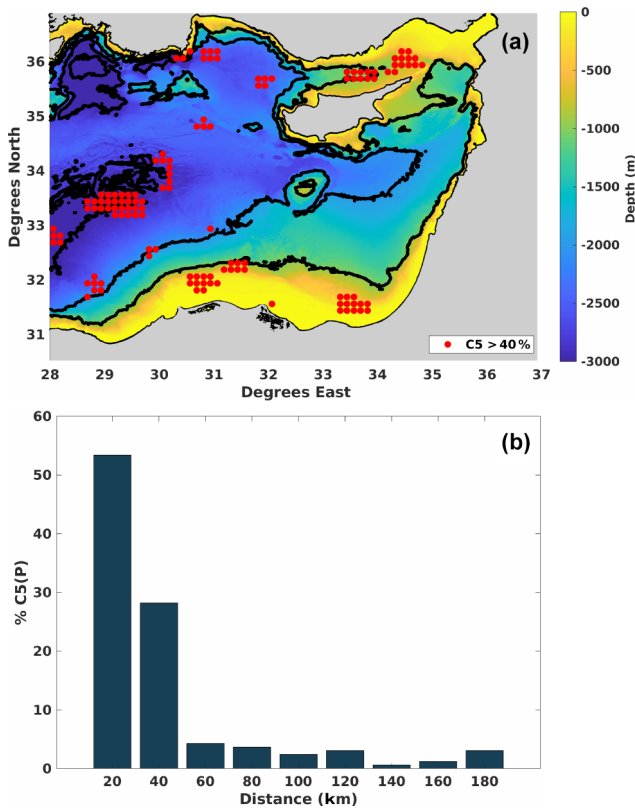 (a)
36
35
34
33
32
31
Degrees North
28 29 30 31 32 33 34 35 36 37
Degrees East
C5 > 40 %
0
-500
-1000
-1500
-2000
-2500
-3000
Depth (m)
(b)
60
50
40
30
20
10
0
% C5(P)
20 40 60 80 100 120 140 160 180
Distance (km)